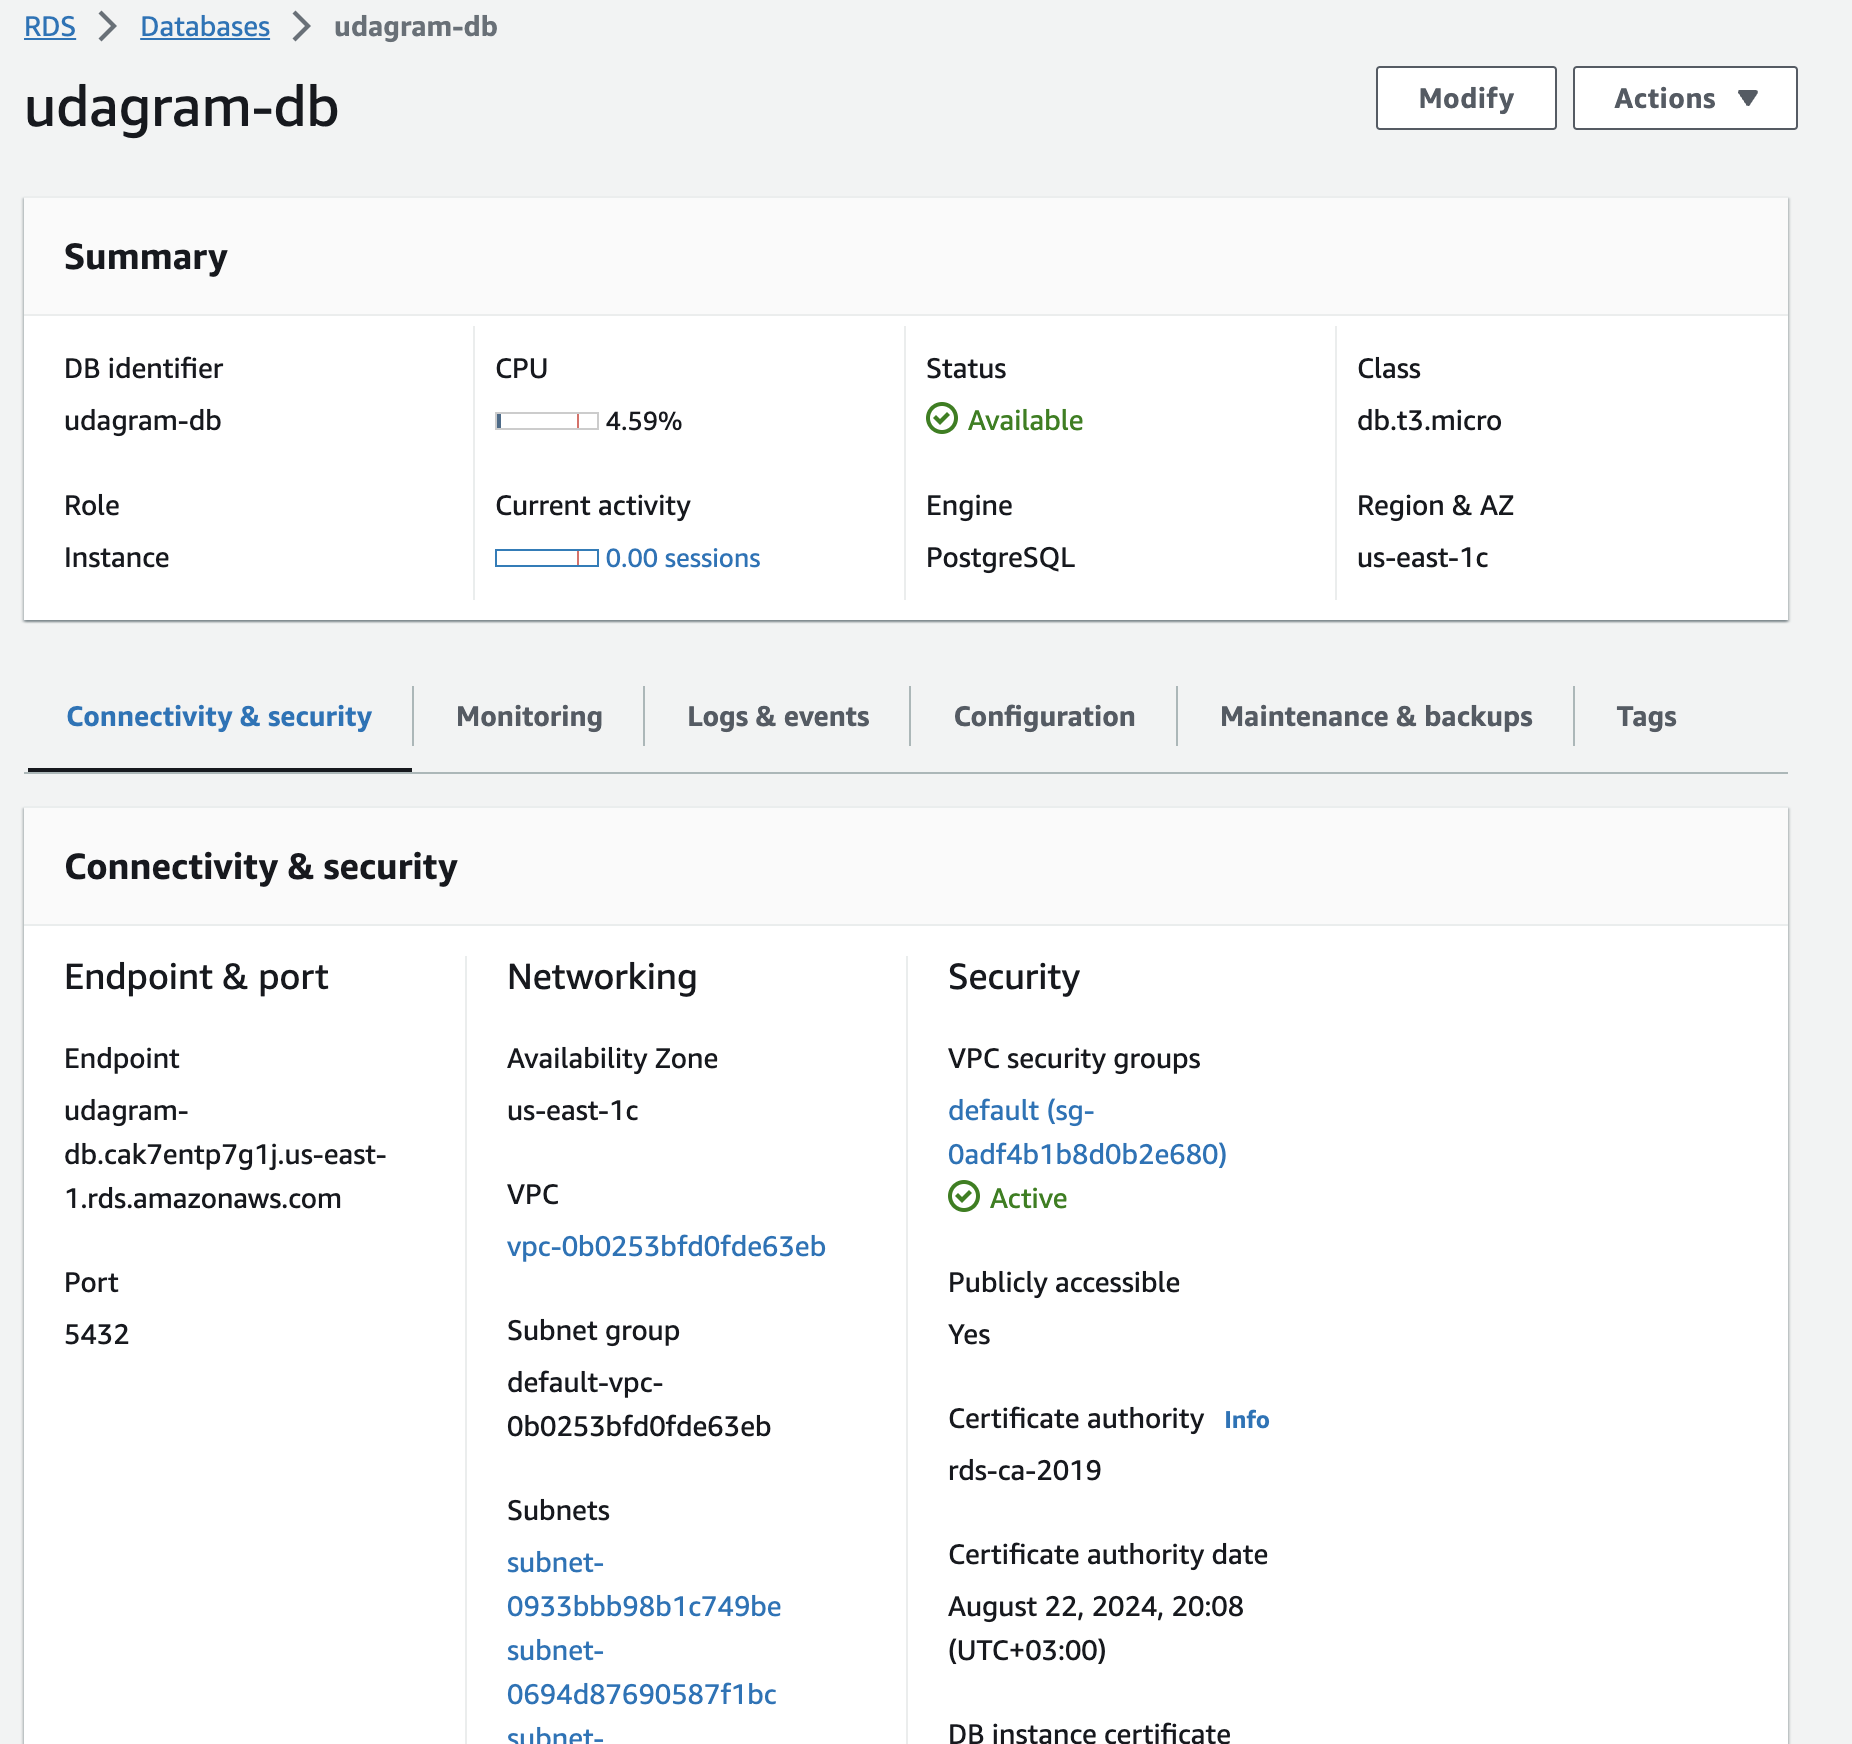 RDS > Databases > udagram-db
udagram-db
Modify
Actions
Summary
DB identifier
udagram-db
CPU
4.59%
Status
Available
Class
db.t3.micro
Role
Instance
Current activity
0.00 sessions
Engine
PostgreSQL
Region & AZ
us-east-1c
Connectivity & security
Monitoring
Logs & events
Configuration
Maintenance & backups
Tags
Connectivity & security
Endpoint & port
Endpoint
udagram-
db.cak7entp7g1j.us-east-
1.rds.amazonaws.com
Port
5432
Networking
Availability Zone
us-east-1c
VPC
vpc-0b0253bfd0fde63eb
Subnet group
default-vpc-
0b0253bfd0fde63eb
Subnets
subnet-
0933bbb98b1c749be
subnet-
0694d87690587f1bc
subnet-
Security
VPC security groups
default (sg-
0adf4b1b8d0b2e680)
Active
Publicly accessible
Yes
Certificate authority Info
rds-ca-2019
Certificate authority date
August 22, 2024, 20:08
(UTC+03:00)
DB instance certificate